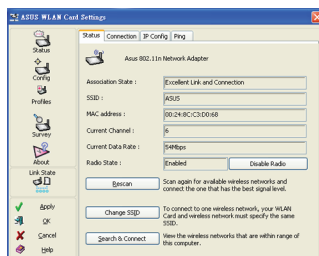 ASUS WLAN Card Settings
Status
Config
Profiles
Survey
About
Link State
Apply
OK
Cancel
Help
Status Connection IP Config Ping
Asus 802.11n Network Adapter
Association State : Excellent Link and Connection
SSID : ASUS
MAC address : 00:24:8C:C3:D0:68
Current Channel : 6
Current Data Rate : 54Mbps
Radio State : Enabled Disable Radio
Rescan Scan again for available wireless networks and
connect the one that has the best signal level.
Change SSID To connect to one wireless network, your WLAN
Card and wireless network must specify the same
SSID.
Search & Connect View the wireless networks that are within range of
this computer.